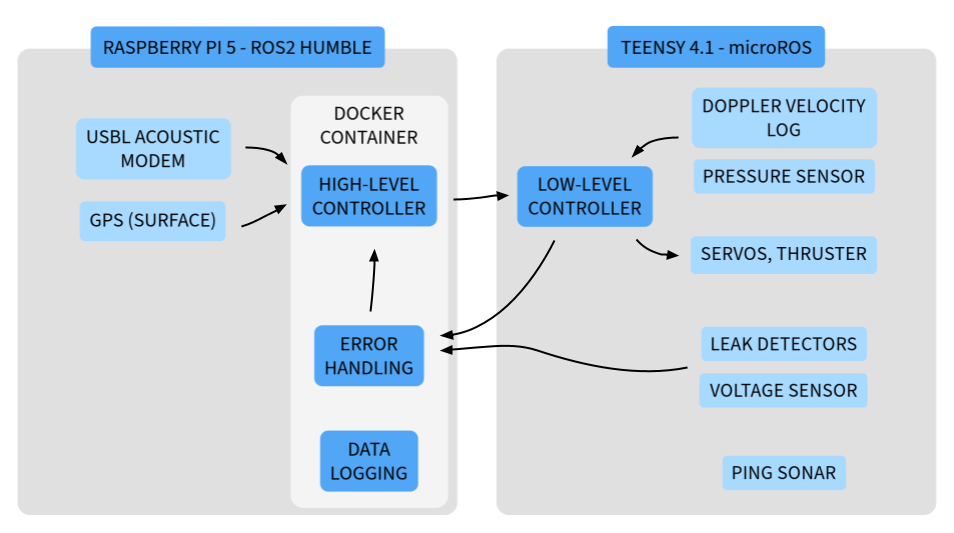 RASPBERRY PI 5 - ROS2 HUMBLE
DOCKER
CONTAINER
USBL ACOUSTIC
MODEM
HIGH-LEVEL
CONTROLLER
GPS (SURFACE)
ERROR
HANDLING
DATA
LOGGING
TEENSY 4.1 - microROS
DOPPLER VELOCITY
LOG
PRESSURE SENSOR
LOW-LEVEL
CONTROLLER
SERVOS, THRUSTER
LEAK DETECTORS
VOLTAGE SENSOR
PING SONAR